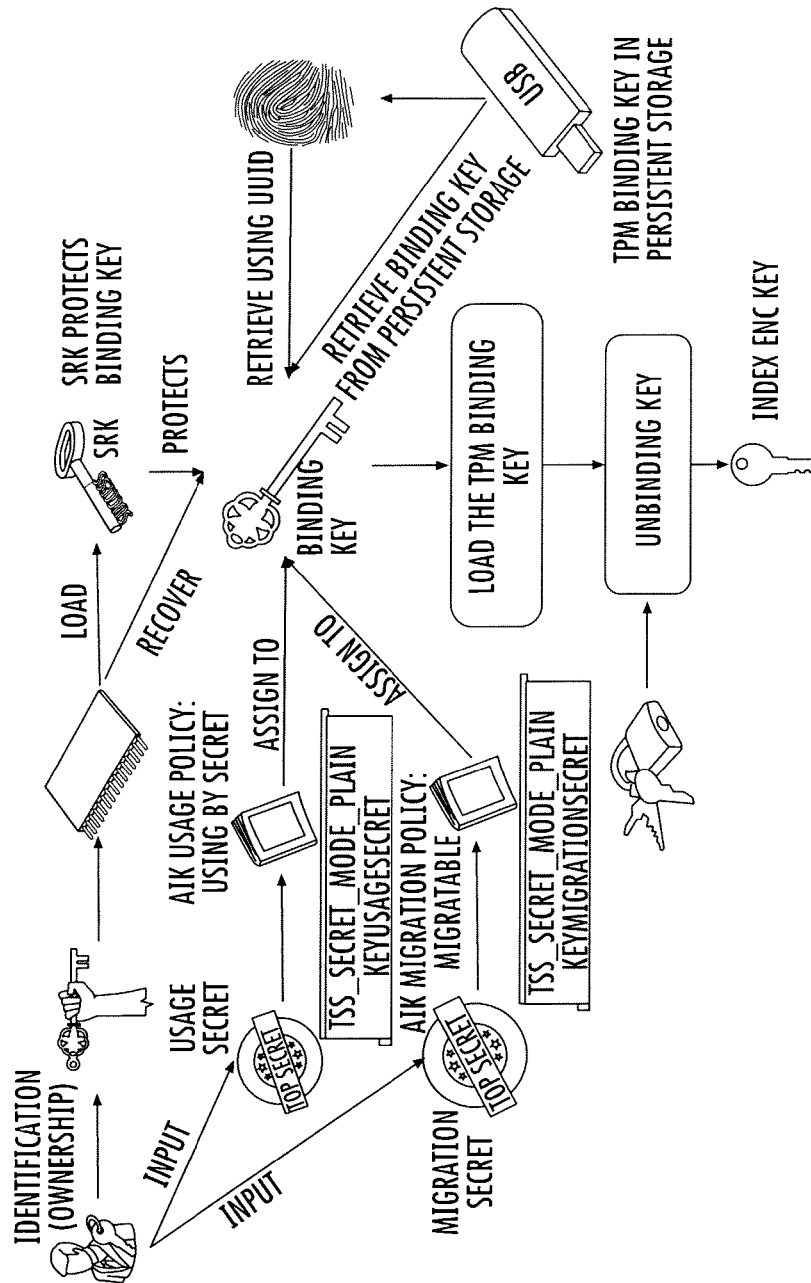 IDENTIFICATION
(OWNERSHIP)
LOAD
SRK PROTECTS
BINDING KEY
SRK
RECOVER
PROTECTS
RETRIEVE USING UUID
INPUT
INPUT
USAGE
SECRET
TOP SECRET
AIK USAGE POLICY:
USING BY SECRET
ASSIGN TO
TSS_SECRET_MODE_PLAIN
KEYUSAGESECRET
BINDING
KEY
RETRIEVE BINDING KEY
FROM PERSISTENT STORAGE
USB
TPM BINDING KEY IN
PERSISTENT STORAGE
MIGRATION
SECRET
TOP SECRET
AIK MIGRATION POLICY:
MIGRATABLE
ASSIGN TO
TSS_SECRET_MODE_PLAIN
KEYMIGRATIONSECRET
LOAD THE TPM BINDING
KEY
UNBINDING KEY
INDEX ENC KEY